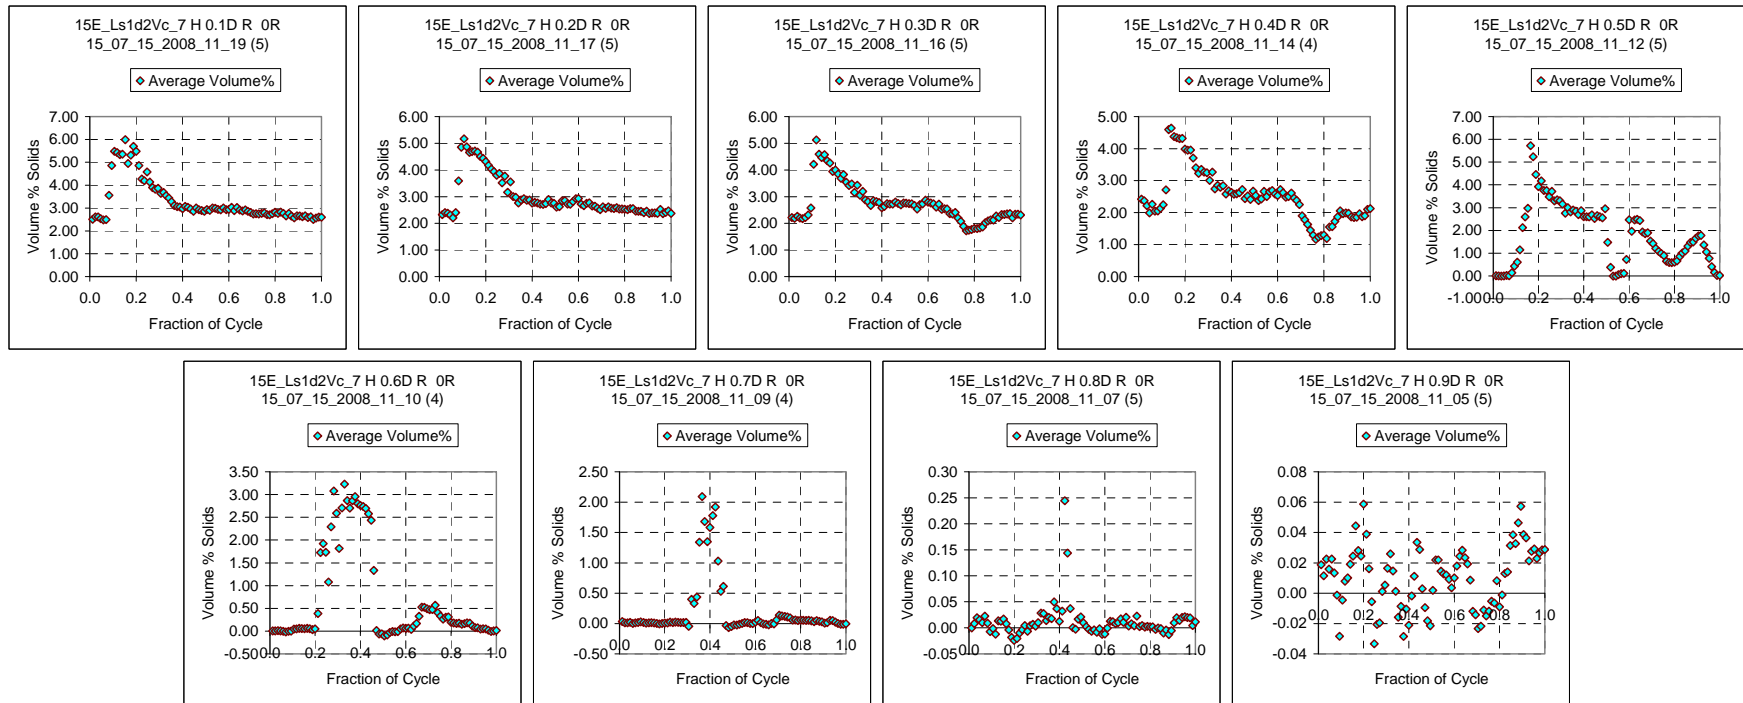 15E_Ls1d2Vc_7 H 0.1D R 0R
15_07_15_2008_11_19 (5)
Average Volume%
7.00
6.00
5.00
4.00
3.00
2.00
1.00
0.00
Volume % Solids
0.0 0.2 0.4 0.6 0.8 1.0
Fraction of Cycle
15E_Ls1d2Vc_7 H 0.2D R 0R
15_07_15_2008_11_17 (5)
Average Volume%
6.00
5.00
4.00
3.00
2.00
1.00
0.00
Volume % Solids
0.0 0.2 0.4 0.6 0.8 1.0
Fraction of Cycle
15E_Ls1d2Vc_7 H 0.3D R 0R
15_07_15_2008_11_16 (5)
Average Volume%
6.00
5.00
4.00
3.00
2.00
1.00
0.00
Volume % Solids
0.0 0.2 0.4 0.6 0.8 1.0
Fraction of Cycle
15E_Ls1d2Vc_7 H 0.4D R 0R
15_07_15_2008_11_14 (4)
Average Volume%
5.00
4.00
3.00
2.00
1.00
0.00
Volume % Solids
0.0 0.2 0.4 0.6 0.8 1.0
Fraction of Cycle
15E_Ls1d2Vc_7 H 0.5D R 0R
15_07_15_2008_11_12 (5)
Average Volume%
7.00
6.00
5.00
4.00
3.00
2.00
1.00
0.00
-1.00
Volume % Solids
0.0 0.2 0.4 0.6 0.8 1.0
Fraction of Cycle
15E_Ls1d2Vc_7 H 0.6D R 0R
15_07_15_2008_11_10 (4)
Average Volume%
3.50
3.00
2.50
2.00
1.50
1.00
0.50
0.00
-0.50
Volume % Solids
0.0 0.2 0.4 0.6 0.8 1.0
Fraction of Cycle
15E_Ls1d2Vc_7 H 0.7D R 0R
15_07_15_2008_11_09 (4)
Average Volume%
2.50
2.00
1.50
1.00
0.50
0.00
-0.50
Volume % Solids
0.0 0.2 0.4 0.6 0.8 1.0
Fraction of Cycle
15E_Ls1d2Vc_7 H 0.8D R 0R
15_07_15_2008_11_07 (5)
Average Volume%
0.30
0.25
0.20
0.15
0.10
0.05
0.00
-0.05
Volume % Solids
0.0 0.2 0.4 0.6 0.8 1.0
Fraction of Cycle
15E_Ls1d2Vc_7 H 0.9D R 0R
15_07_15_2008_11_05 (5)
Average Volume%
0.08
0.06
0.04
0.02
0.00
-0.02
-0.04
Volume % Solids
0.0 0.2 0.4 0.6 0.8 1.0
Fraction of Cycle